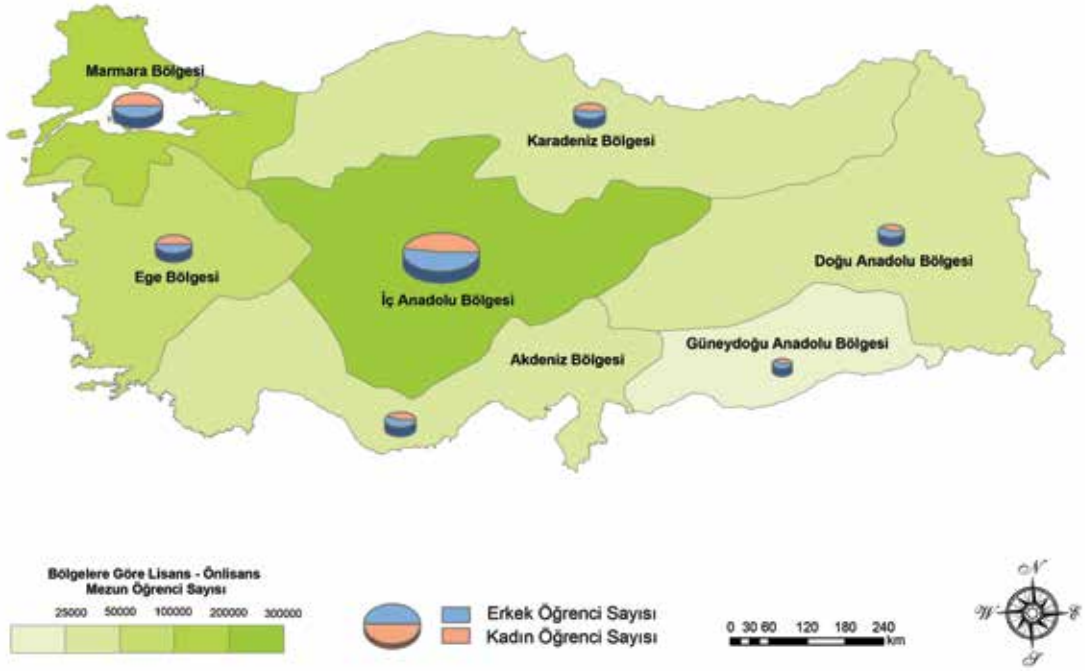 Marmara Bölgesi
Karadeniz Bölgesi
Ege Bölgesi
İç Anadolu Bölgesi
Doğu Anadolu Bölgesi
Akdeniz Bölgesi
Güneydoğu Anadolu Bölgesi
Bölgelere Göre Lisans - Önlisans
Mezun Öğrenci Sayısı
25000 50000 100000 200000 300000
Erkek Öğrenci Sayısı
Kadın Öğrenci Sayısı
0 30 60 120 180 240
km
N
W E
S